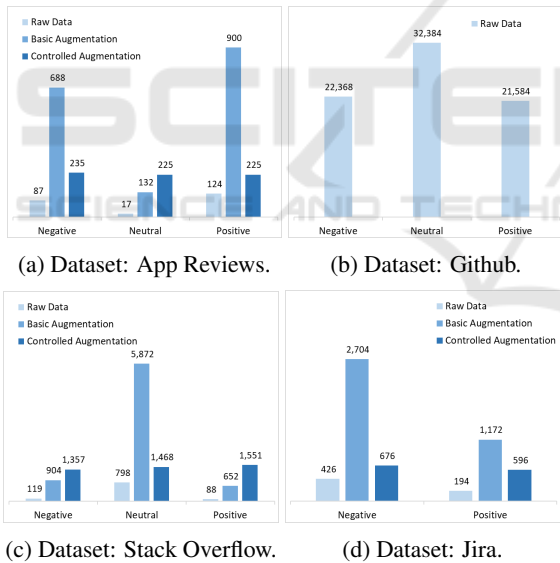 Raw Data
Basic Augmentation
Controlled Augmentation
87
688
235
17
132
225
124
900
225
Negative Neutral Positive
(a) Dataset: App Reviews.
Raw Data
22,368
32,384
21,584
Negative Neutral Positive
(b) Dataset: Github.
Raw Data
Basic Augmentation
Controlled Augmentation
119
904
1,357
798
5,872
1,468
88
652
1,551
Negative Neutral Positive
(c) Dataset: Stack Overflow.
Raw Data
Basic Augmentation
Controlled Augmentation
426
2,704
676
194
1,172
596
Negative Positive
(d) Dataset: Jira.
SCITE
SCIENCE AND TECHN